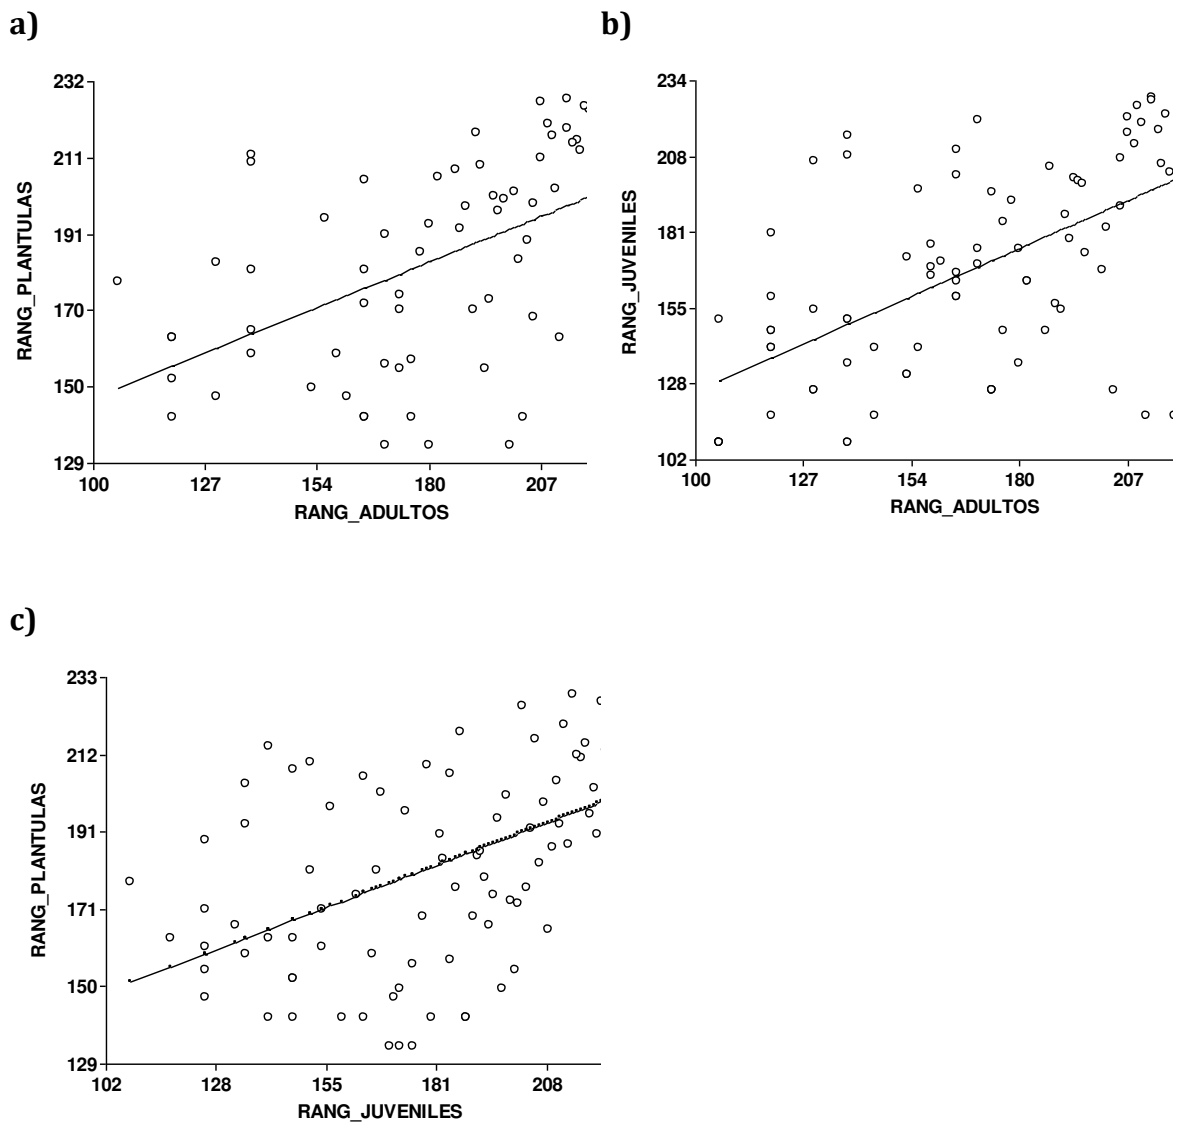 a)
b)
232
211
191
170
150
129
RANG_PLANTULAS
100 127 154 180 207
RANG_ADULTOS
234
208
181
155
128
102
RANG_JUVENILES
100 127 154 180 207
RANG_ADULTOS
c)
233
212
191
171
150
129
RANG_PLANTULAS
102 128 155 181 208
RANG_JUVENILES